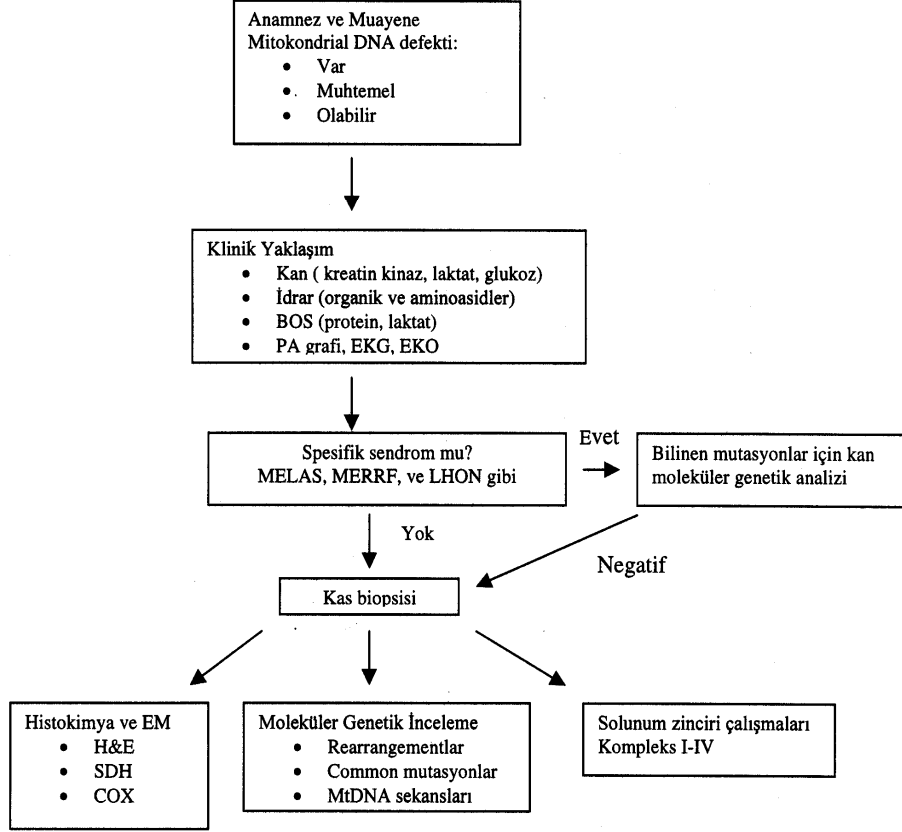 Anamnez ve Muayene
Mitokondrial DNA defekti:
• Var
• Muhtemel
• Olabilir
Klinik Yaklaşım
• Kan ( kreatin kinaz, laktat, glukoz)
• İdrar (organik ve aminoasidler)
• BOS (protein, laktat)
• PA grafi, EKG, EKO
Spesifik sendrom mu?
MELAS, MERRF, ve LHON gibi
Evet
Bilinen mutasyonlar için kan
moleküler genetik analizi
Yok
Negatif
Kas biopsisi
Histokimya ve EM
• H&E
• SDH
• COX
Moleküler Genetik İnceleme
• Rearrangementlar
• Common mutasyonlar
• MtDNA sekansları
Solunum zinciri çalışmaları
Kompleks I-IV